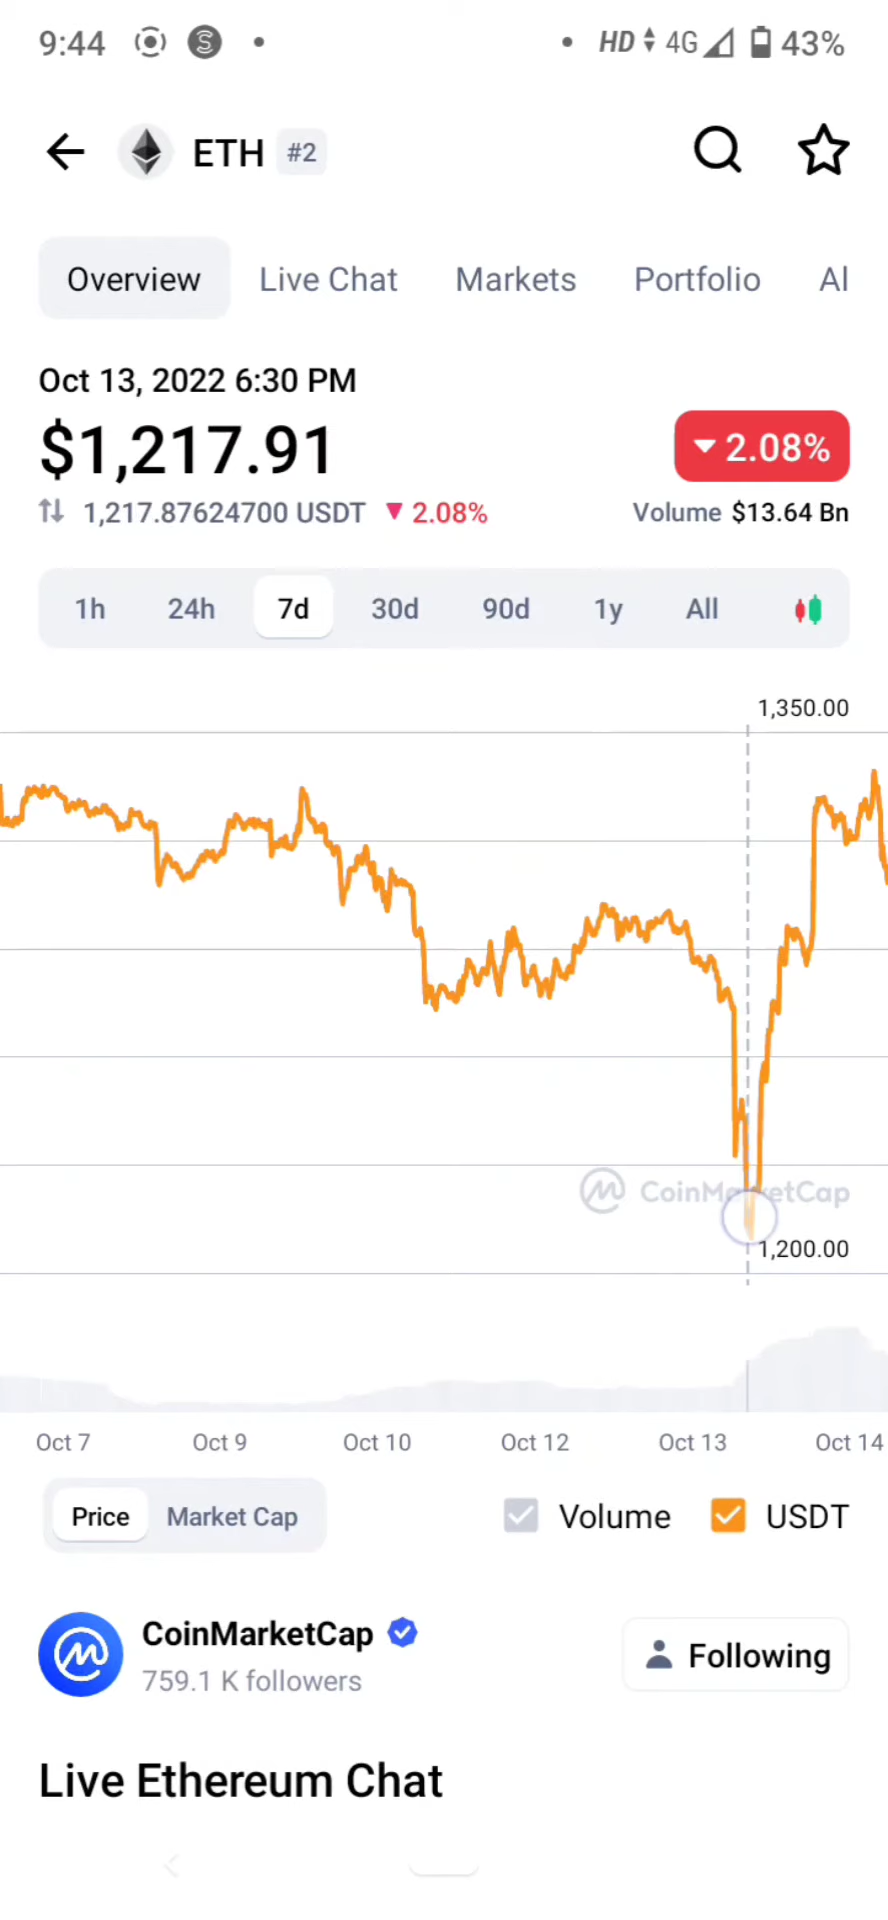 9:44 HD 4G 43%
ETH #2
Overview Live Chat Markets Portfolio Al
Oct 13, 2022 6:30 PM
$1,217.91 2.08%
1,217.87624700 USDT 2.08% Volume $13.64 Bn
1h 24h 7d 30d 90d 1y All
1,350.00
CoinMarketCap
1,200.00
Oct 7 Oct 9 Oct 10 Oct 12 Oct 13 Oct 14
Price Market Cap Volume USDT
CoinMarketCap
759.1 K followers
Following
Live Ethereum Chat